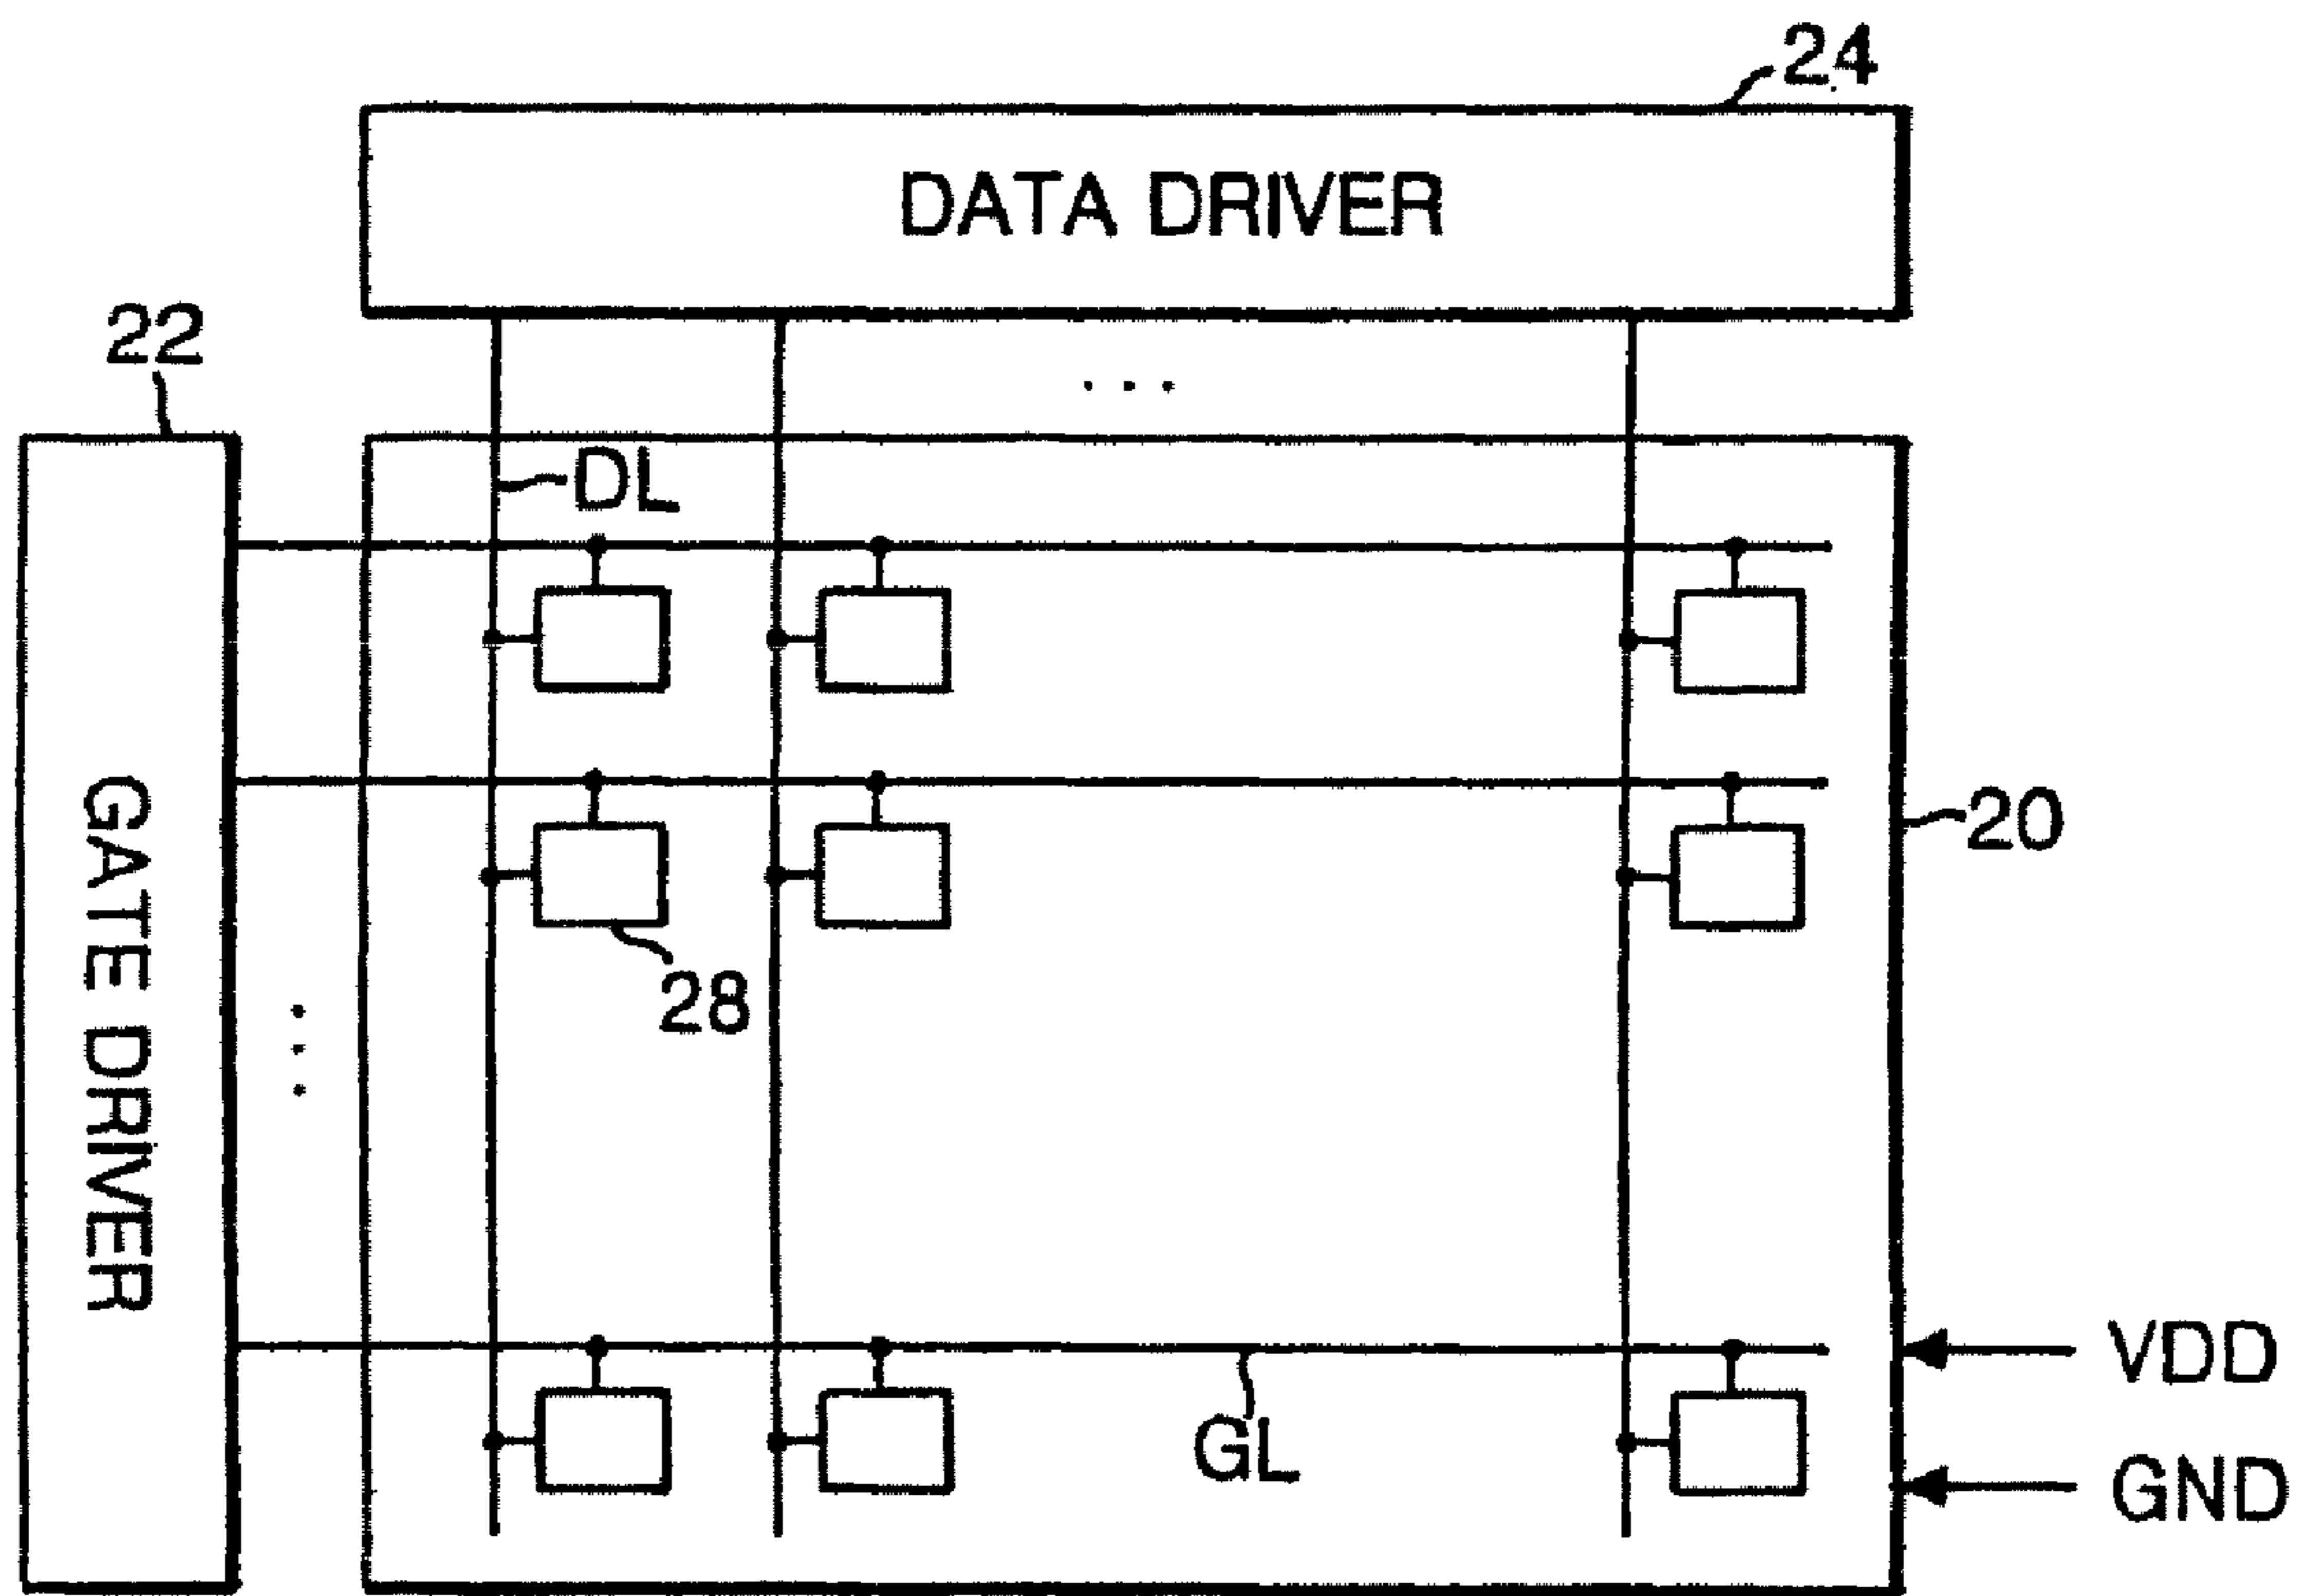 24
DATA DRIVER
22
DL
GATE DRIVER
20
28
VDD
GL
GND